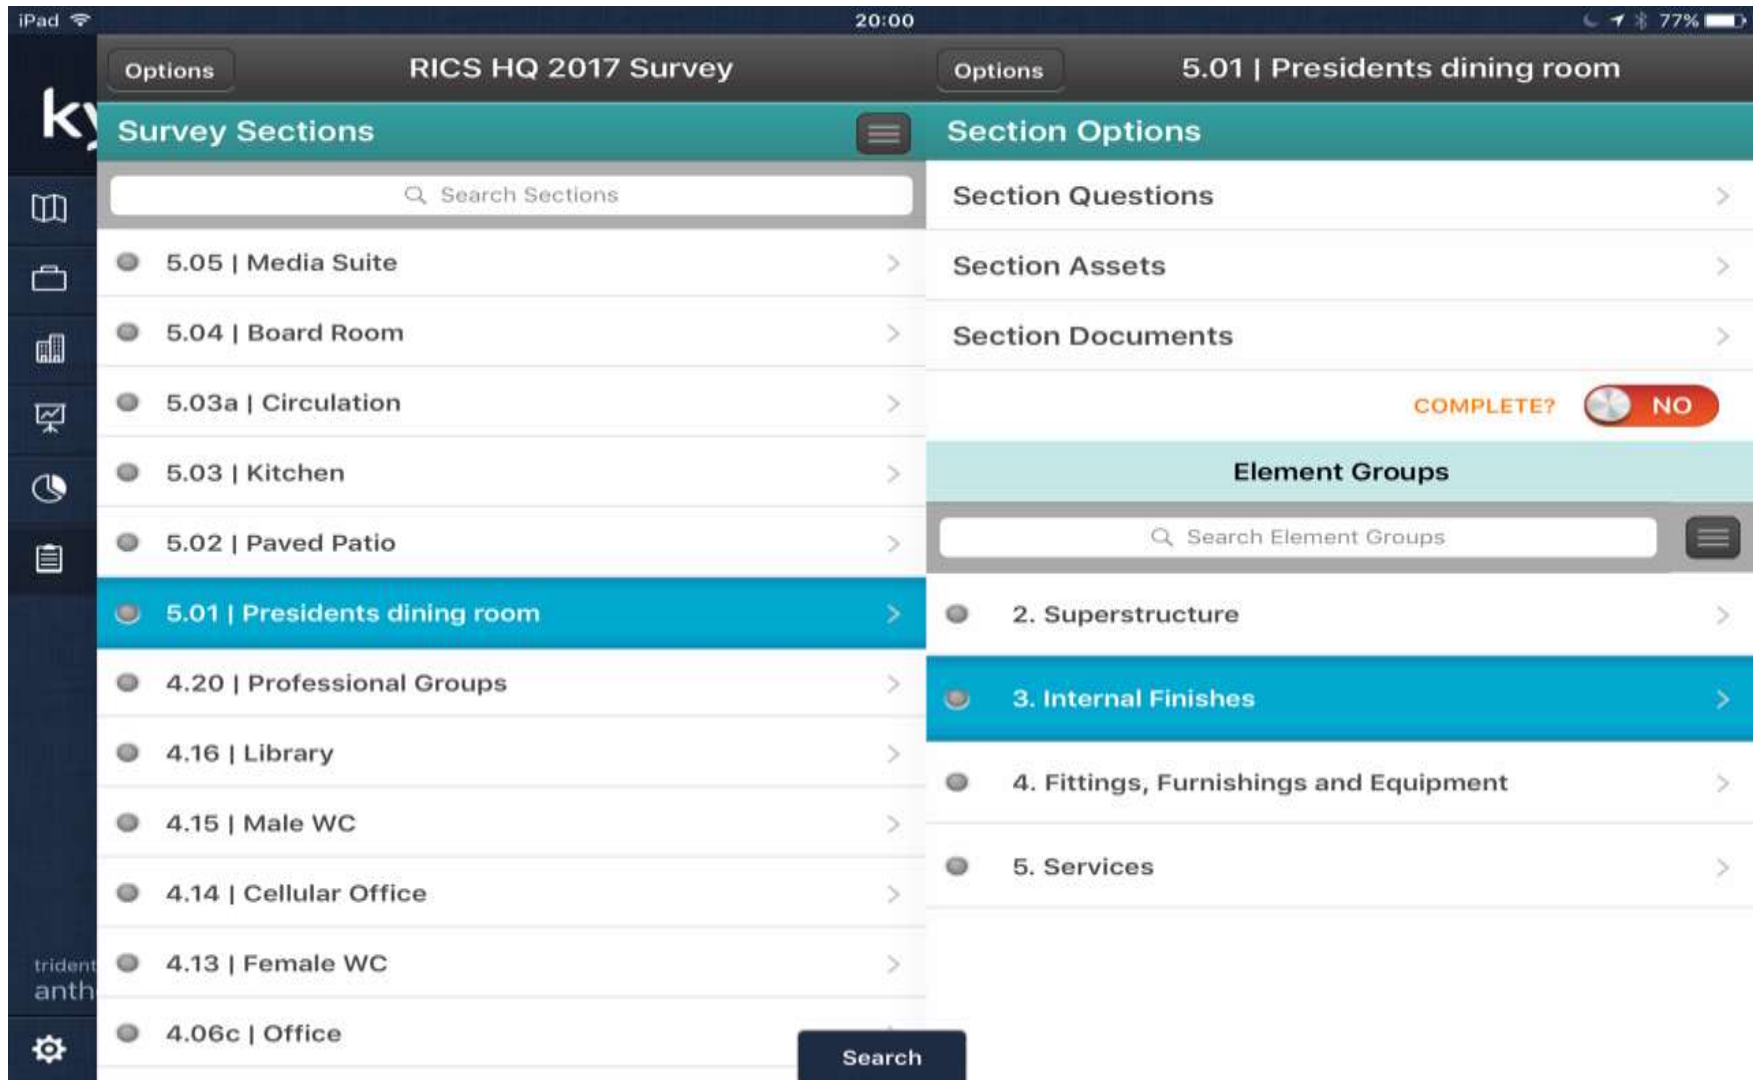 iPad
20:00
77%
ky
Options
RICS HQ 2017 Survey
Survey Sections
Search Sections
5.05 | Media Suite
5.04 | Board Room
5.03a | Circulation
5.03 | Kitchen
5.02 | Paved Patio
5.01 | Presidents dining room
4.20 | Professional Groups
4.16 | Library
4.15 | Male WC
4.14 | Cellular Office
4.13 | Female WC
4.06c | Office
trident
anth
Search
Options
5.01 | Presidents dining room
Section Options
Section Questions
Section Assets
Section Documents
COMPLETE?
NO
Element Groups
Search Element Groups
2. Superstructure
3. Internal Finishes
4. Fittings, Furnishings and Equipment
5. Services